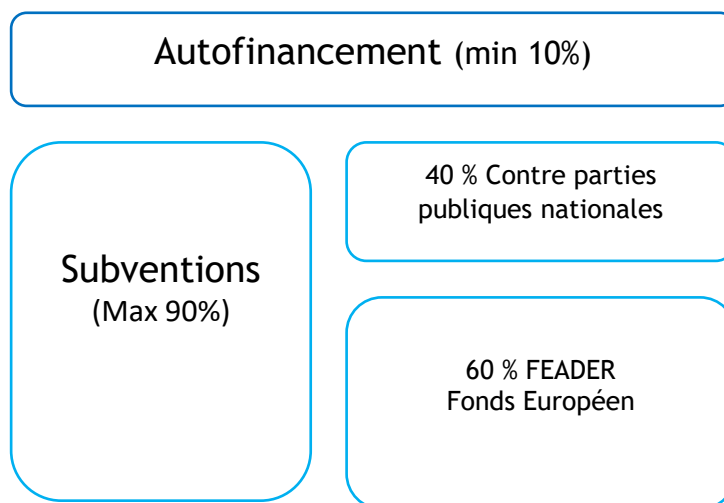 Autofinancement (min 10%)
Subventions
(Max 90%)
40 % Contre parties
publiques nationales
60 % FEADER
Fonds Européen